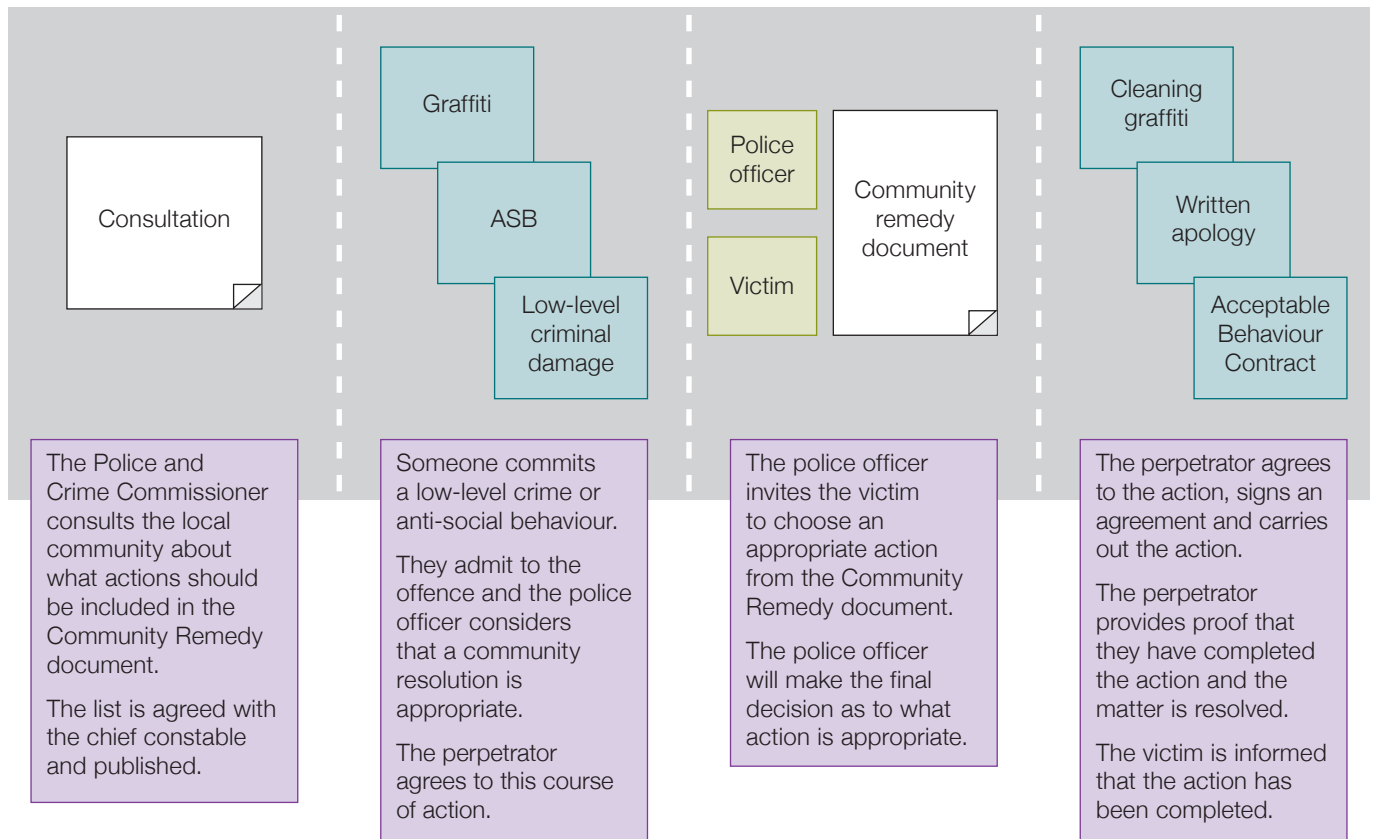 Consultation
Graffiti
ASB
Low-level
criminal
damage
Police
officer
Victim
Community
remedy
document
Cleaning
graffiti
Written
apology
Acceptable
Behaviour
Contract
The Police and
Crime Commissioner
consults the local
community about
what actions should
be included in the
Community Remedy
document.
The list is agreed with
the chief constable
and published.
Someone commits
a low-level crime or
anti-social behaviour.
They admit to the
offence and the police
officer considers
that a community
resolution is
appropriate.
The perpetrator
agrees to this course
of action.
The police officer
invites the victim
to choose an
appropriate action
from the Community
Remedy document.
The police officer
will make the final
decision as to what
action is appropriate.
The perpetrator agrees
to the action, signs an
agreement and carries
out the action.
The perpetrator
provides proof that
they have completed
the action and the
matter is resolved.
The victim is informed
that the action has
been completed.